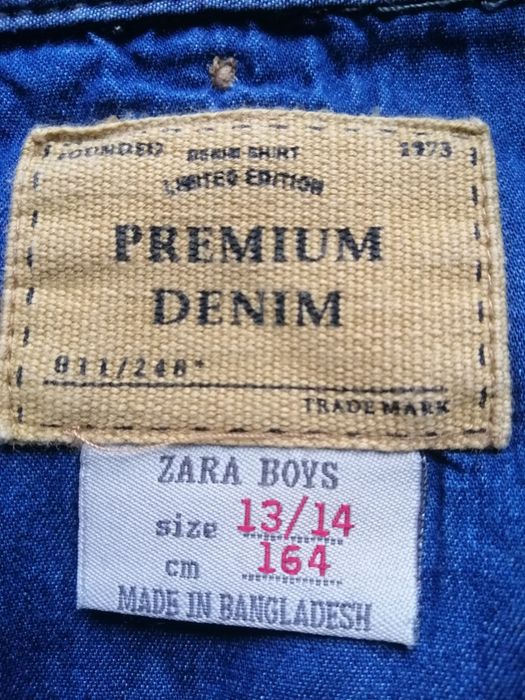 FOUNDED 1973
DENIM SHIRT
LIMITED EDITION
PREMIUM
DENIM
811/248*
TRADE MARK
ZARA BOYS
size 13/14
cm 164
MADE IN BANGLADESH